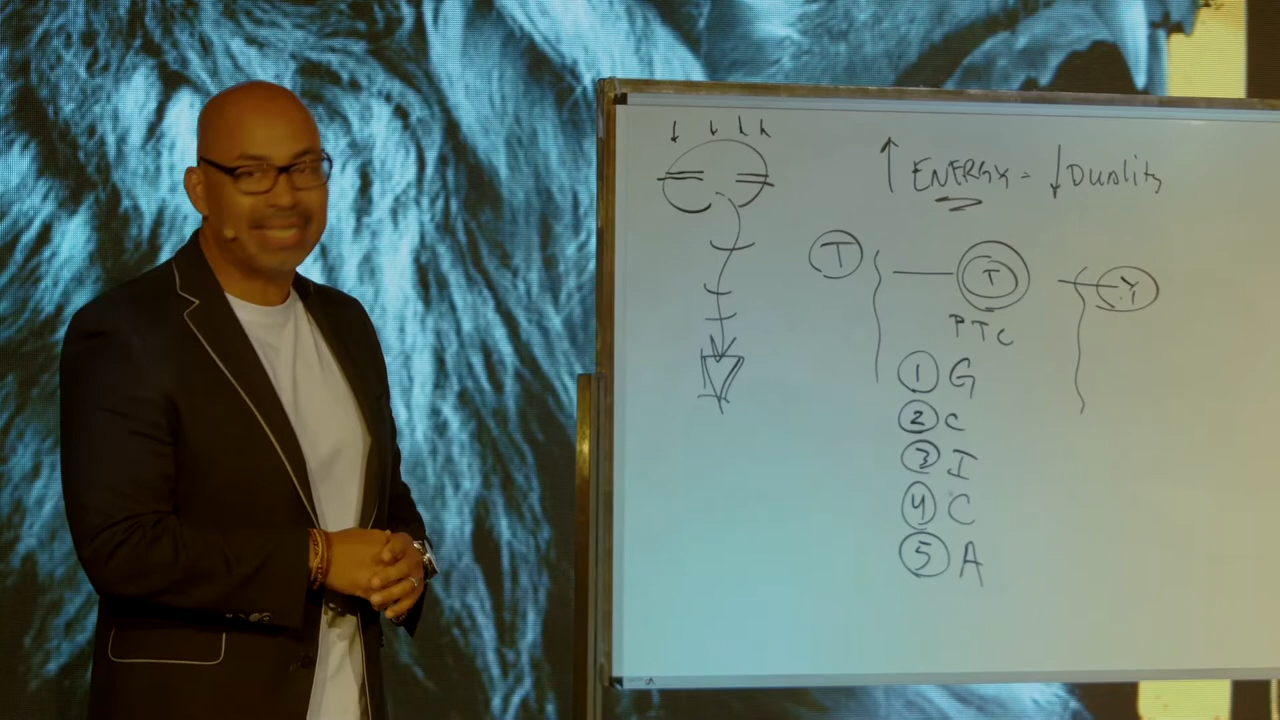 ↑ ENERGY = ↓ Duality
T T Y
PTC
1 G
2 C
3 I
4 C
5 A